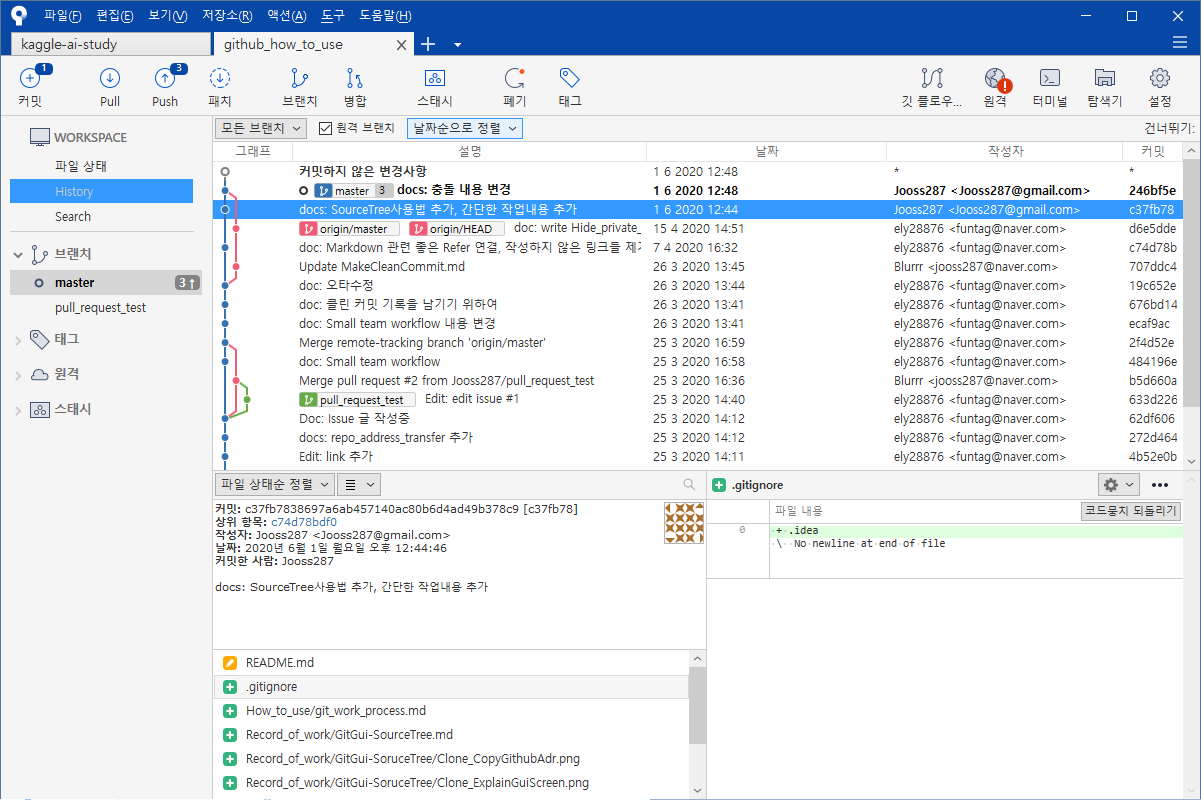 파일(F) 편집(E) 보기(V) 저장소(R) 액션(A) 도구 도움말(H)
kaggle-ai-study
github_how_to_use
1 3
커밋 Pull Push 패치 브랜치 병합 스태시 폐기 태그 깃 플로우... 원격 터미널 탐색기 설정
WORKSPACE
파일 상태
History
Search
브랜치
master 3↑
pull_request_test
태그
원격
스태시
모든 브랜치 원격 브랜치 날짜순으로 정렬 건너뛰기:
그래프 설명 날짜 작성자 커밋
커밋하지 않은 변경사항 1 6 2020 12:48 * *
master 3 docs: 충돌 내용 변경 1 6 2020 12:48 Jooss287 <Jooss287@gmail.com> 246bf5e
docs: SourceTree사용법 추가, 간단한 작업내용 추가 1 6 2020 12:44 Jooss287 <Jooss287@gmail.com> c37fb78
origin/master origin/HEAD doc: write Hide_private_ 15 4 2020 14:51 ely28876 <funtag@naver.com> d6e5dde
doc: Markdown 관련 좋은 Refer 연결, 작성하지 않은 링크들 제거 7 4 2020 16:32 ely28876 <funtag@naver.com> c74d78b
Update MakeCleanCommit.md 26 3 2020 13:45 Blurrr <jooss287@naver.com> 707ddc4
doc: 오타수정 26 3 2020 13:44 ely28876 <funtag@naver.com> 19c652e
doc: 클린 커밋 기록을 남기기 위하여 26 3 2020 13:41 ely28876 <funtag@naver.com> 676bd14
doc: Small team workflow 내용 변경 26 3 2020 13:41 ely28876 <funtag@naver.com> ecaf9ac
Merge remote-tracking branch 'origin/master' 25 3 2020 16:59 ely28876 <funtag@naver.com> 2f4d52e
doc: Small team workflow 25 3 2020 16:58 ely28876 <funtag@naver.com> 484196e
Merge pull request #2 from Jooss287/pull_request_test 25 3 2020 16:36 Blurrr <jooss287@naver.com> b5d660a
pull_request_test Edit: edit issue #1 25 3 2020 14:40 ely28876 <funtag@naver.com> 633d226
Doc: Issue 글 작성중 25 3 2020 14:12 ely28876 <funtag@naver.com> 62df606
docs: repo_address_transfer 추가 25 3 2020 14:12 ely28876 <funtag@naver.com> 272d464
Edit: link 추가 25 3 2020 14:11 ely28876 <funtag@naver.com> 4b52e0b
파일 상태순 정렬
커밋: c37fb7838697a6ab457140ac80b6d4ad49b378c9 [c37fb78]
상위 항목: c74d78bdf0
작성자: Jooss287 <Jooss287@gmail.com>
날짜: 2020년 6월 1일 월요일 오후 12:44:46
커밋한 사람: Jooss287
docs: SourceTree사용법 추가, 간단한 작업내용 추가
README.md
.gitignore
How_to_use/git_work_process.md
Record_of_work/GitGui-SourceTree.md
Record_of_work/GitGui-SoruceTree/Clone_CopyGithubAdr.png
Record_of_work/GitGui-SoruceTree/Clone_ExplainGuiScreen.png
.gitignore
파일 내용 코드뭉치 되돌리기
0 + .idea
\ No newline at end of file